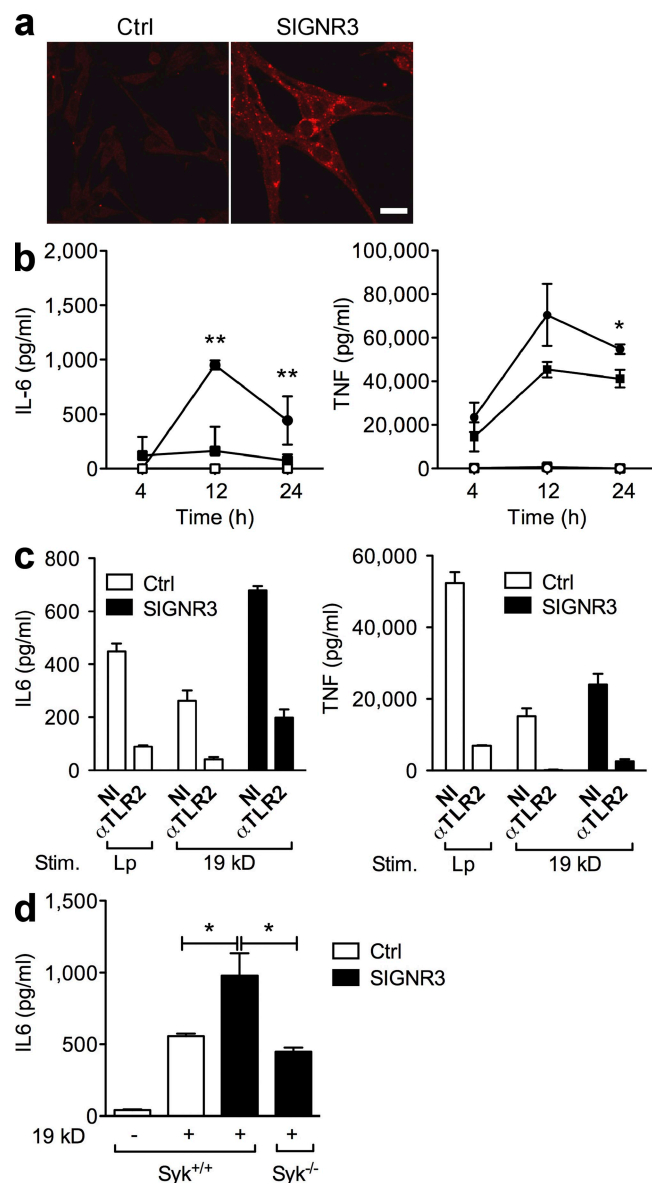 a
Ctrl SIGNR3
b
2,000
1,500
1,000
500
0
IL-6 (pg/ml)
** **
4 12 24
Time (h)
100,000
80,000
60,000
40,000
20,000
0
TNF (pg/ml)
*
4 12 24
Time (h)
c
800
600
400
200
0
IL6 (pg/ml)
Ctrl
SIGNR3
NI αTLR2 NI αTLR2 NI αTLR2
Stim. Lp 19 kD
60,000
40,000
20,000
0
TNF (pg/ml)
Ctrl
SIGNR3
NI αTLR2 NI αTLR2 NI αTLR2
Stim. Lp 19 kD
d
1,500
1,000
500
0
IL6 (pg/ml)
* *
Ctrl
SIGNR3
19 kD - + + +
Syk+/+ Syk-/-